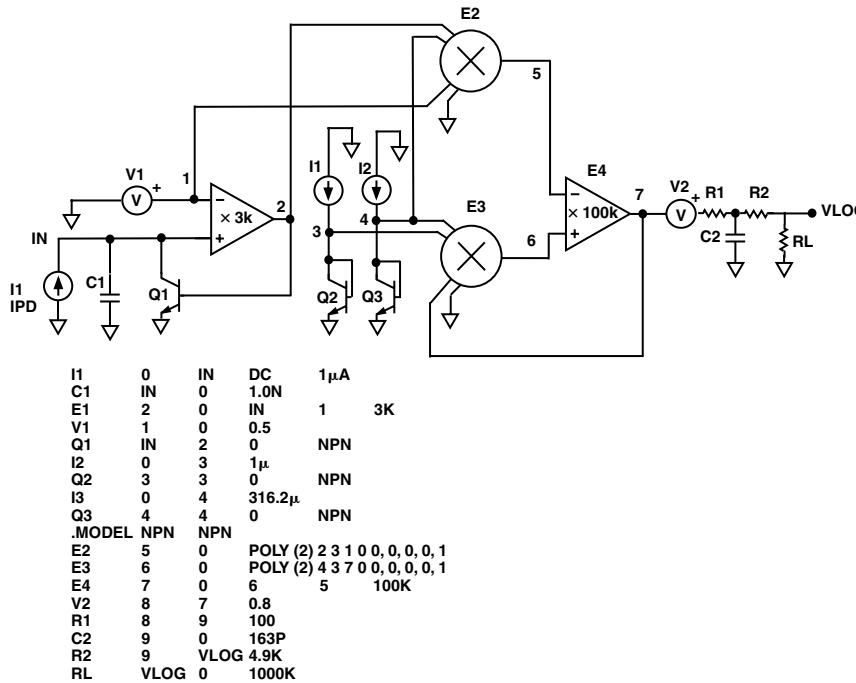 E2
5
I1
I2
V1
+
1
V
−
× 3k
+
2
IN
3
4
E3
E4
−
× 100k
+
7
6
V2
+
V
R1
R2
VLO
C2
RL
I1
IPD
C1
Q1
Q2
Q3
I1 0 IN DC 1μA
C1 IN 0 1.0N
E1 2 0 IN 1 3K
V1 1 0 0.5
Q1 IN 2 0 NPN
I2 0 3 1μ
Q2 3 3 0 NPN
I3 0 4 316.2μ
Q3 4 4 0 NPN
.MODEL NPN NPN
E2 5 0 POLY (2) 2 3 1 0 0, 0, 0, 0, 1
E3 6 0 POLY (2) 4 3 7 0 0, 0, 0, 0, 1
E4 7 0 6 5 100K
V2 8 7 0.8
R1 8 9 100
C2 9 0 163P
R2 9 VLOG 4.9K
RL VLOG 0 1000K